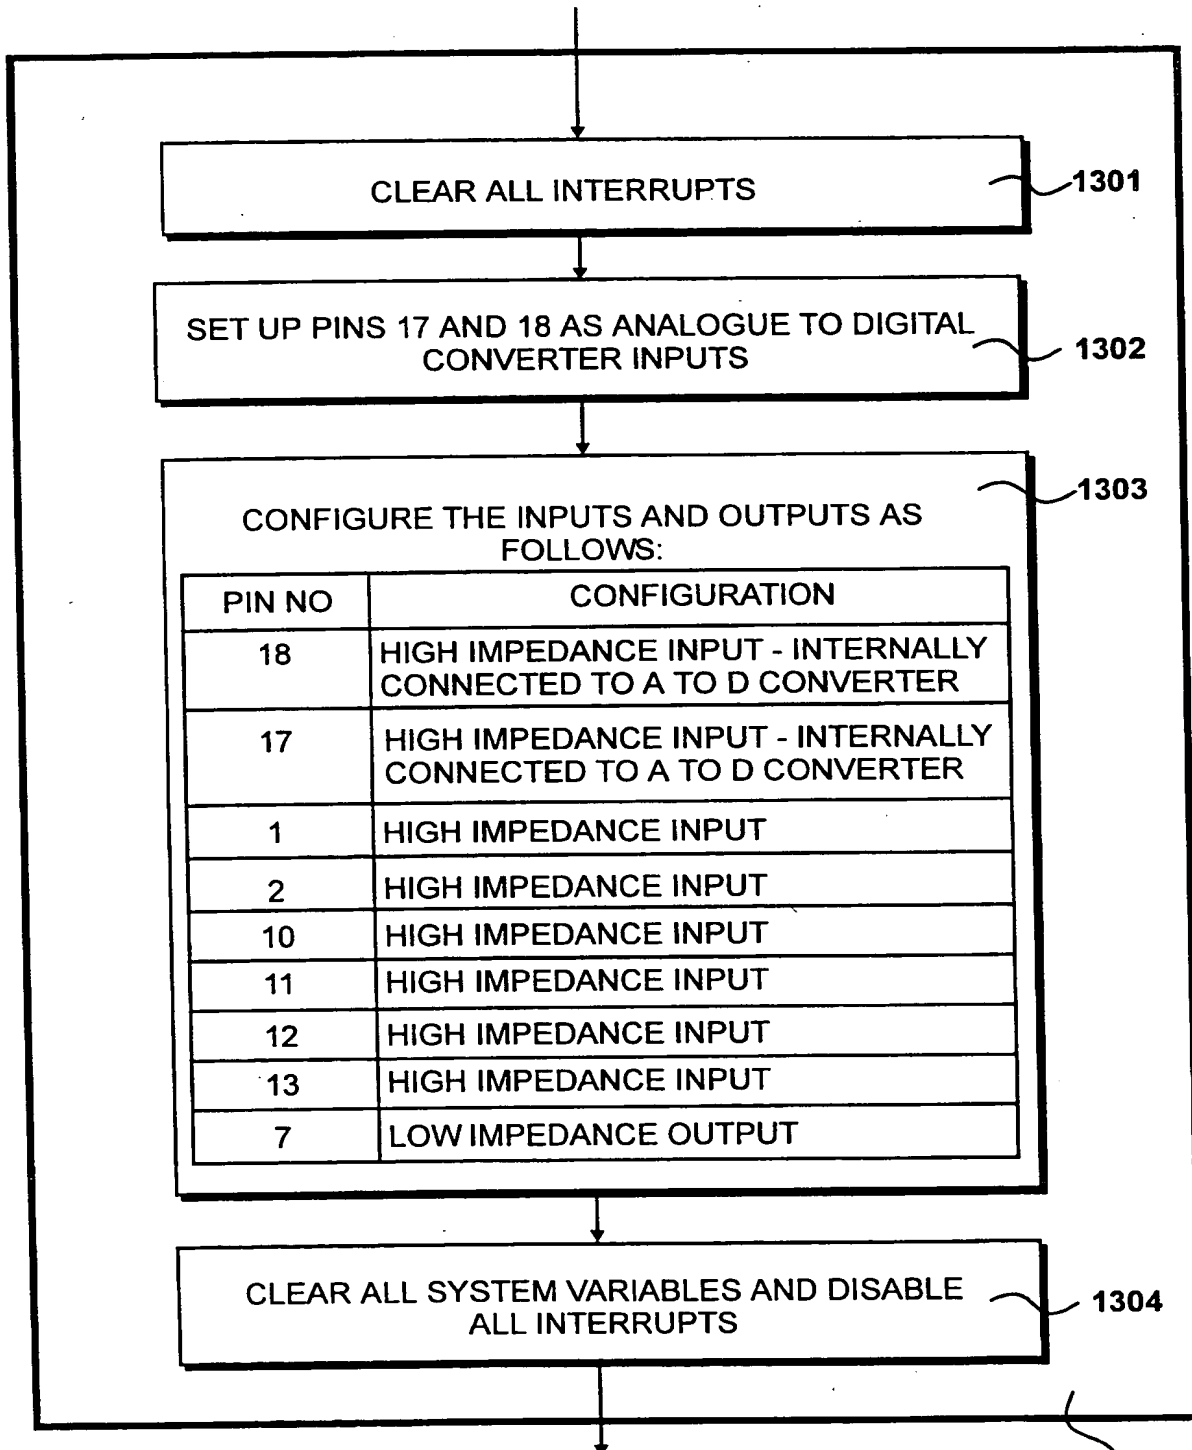 CLEAR ALL INTERRUPTS
1301
SET UP PINS 17 AND 18 AS ANALOGUE TO DIGITAL
CONVERTER INPUTS
1302
1303
CONFIGURE THE INPUTS AND OUTPUTS AS
FOLLOWS:
PIN NO CONFIGURATION
18 HIGH IMPEDANCE INPUT - INTERNALLY
CONNECTED TO A TO D CONVERTER
17 HIGH IMPEDANCE INPUT - INTERNALLY
CONNECTED TO A TO D CONVERTER
1 HIGH IMPEDANCE INPUT
2 HIGH IMPEDANCE INPUT
10 HIGH IMPEDANCE INPUT
11 HIGH IMPEDANCE INPUT
12 HIGH IMPEDANCE INPUT
13 HIGH IMPEDANCE INPUT
7 LOW IMPEDANCE OUTPUT
CLEAR ALL SYSTEM VARIABLES AND DISABLE
ALL INTERRUPTS
1304